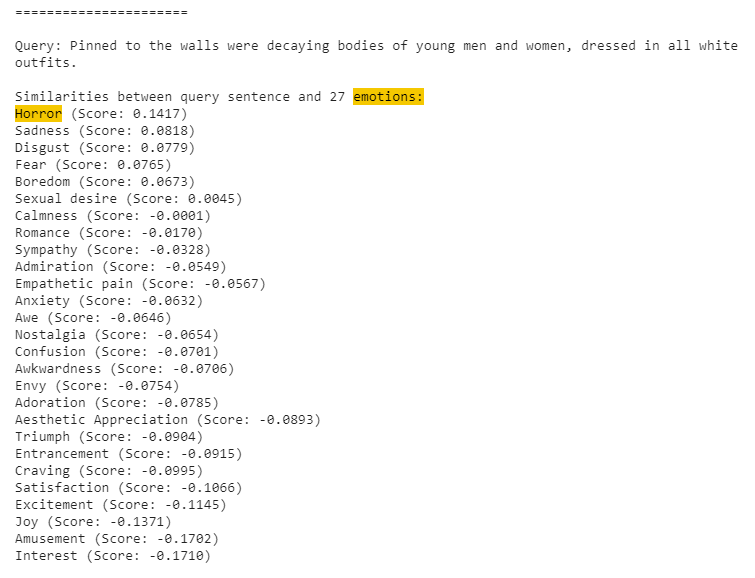 ======================
Query: Pinned to the walls were decaying bodies of young men and women, dressed in all white
outfits.
Similarities between query sentence and 27 emotions:
Horror (Score: 0.1417)
Sadness (Score: 0.0818)
Disgust (Score: 0.0779)
Fear (Score: 0.0765)
Boredom (Score: 0.0673)
Sexual desire (Score: 0.0045)
Calmness (Score: -0.0001)
Romance (Score: -0.0170)
Sympathy (Score: -0.0328)
Admiration (Score: -0.0549)
Empathetic pain (Score: -0.0567)
Anxiety (Score: -0.0632)
Awe (Score: -0.0646)
Nostalgia (Score: -0.0654)
Confusion (Score: -0.0701)
Awkwardness (Score: -0.0706)
Envy (Score: -0.0754)
Adoration (Score: -0.0785)
Aesthetic Appreciation (Score: -0.0893)
Triumph (Score: -0.0904)
Entrancement (Score: -0.0915)
Craving (Score: -0.0995)
Satisfaction (Score: -0.1066)
Excitement (Score: -0.1145)
Joy (Score: -0.1371)
Amusement (Score: -0.1702)
Interest (Score: -0.1710)